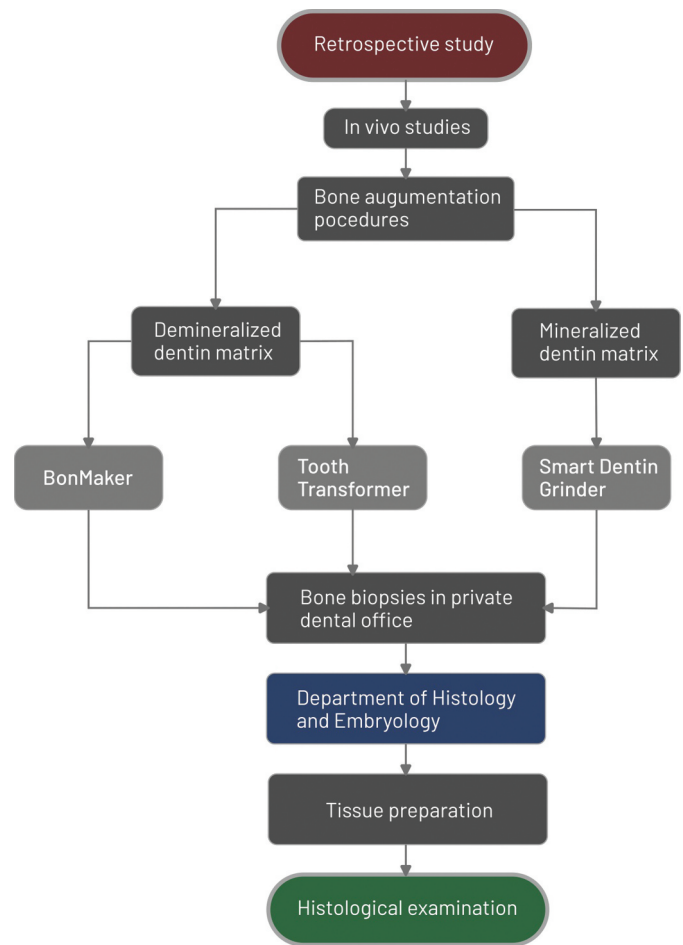 Retrospective study
In vivo studies
Bone augumentation
pocedures
Demineralized
dentin matrix
Mineralized
dentin matrix
BonMaker
Tooth
Transformer
Smart Dentin
Grinder
Bone biopsies in private
dental office
Department of Histology
and Embryology
Tissue preparation
Histological examination